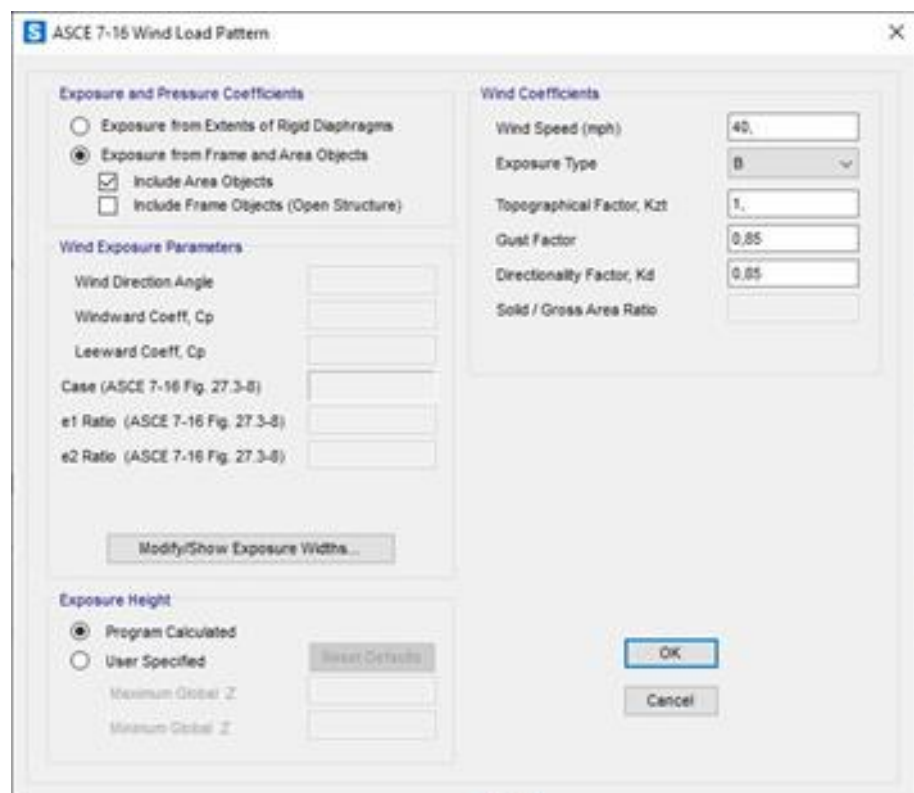 S ASCE 7-16 Wind Load Pattern
Exposure and Pressure Coefficients
Exposure from Extents of Rigid Diaphragms
Exposure from Frame and Area Objects
Include Area Objects
Include Frame Objects (Open Structure)
Wind Exposure Parameters
Wind Direction Angle
Windward Coeff, Cp
Leeward Coeff, Cp
Case (ASCE 7-16 Fig. 27.3-8)
e1 Ratio (ASCE 7-16 Fig. 27.3-8)
e2 Ratio (ASCE 7-16 Fig. 27.3-8)
Modify/Show Exposure Widths...
Exposure Height
Program Calculated
User Specified
Reset Defaults
Maximum Global Z
Minimum Global Z
Wind Coefficients
Wind Speed (mph) 40,
Exposure Type B
Topographical Factor, Kzt 1,
Gust Factor 0,85
Directionality Factor, Kd 0,85
Solid / Gross Area Ratio
OK
Cancel